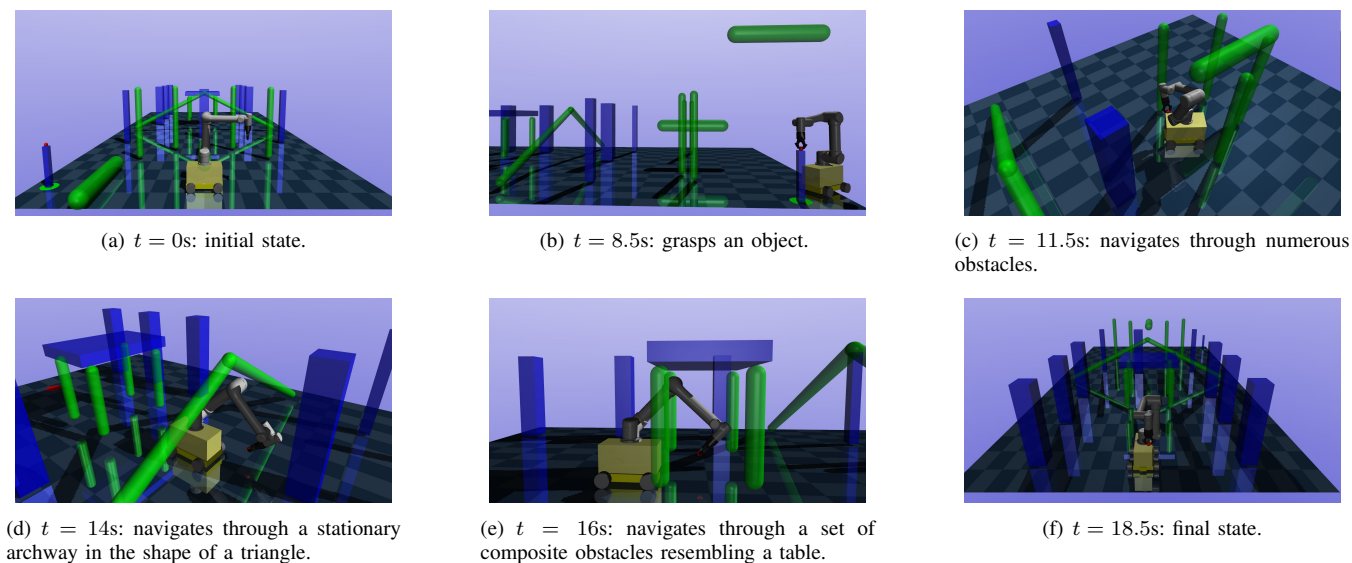 (a) t = 0s: initial state.
(b) t = 8.5s: grasps an object.
(c) t = 11.5s: navigates through numerous
obstacles.
(d) t = 14s: navigates through a stationary
archway in the shape of a triangle.
(e) t = 16s: navigates through a set of
composite obstacles resembling a table.
(f) t = 18.5s: final state.